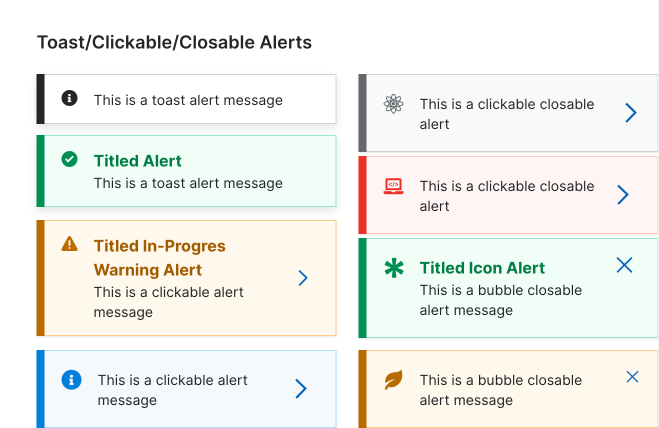 Toast/Clickable/Closable Alerts
This is a toast alert message
Titled Alert
This is a toast alert message
Titled In-Progres
Warning Alert
This is a clickable alert
message
This is a clickable alert
message
This is a clickable closable
alert
</>
This is a clickable closable
alert
Titled Icon Alert
This is a bubble closable
alert message
This is a bubble closable
alert message